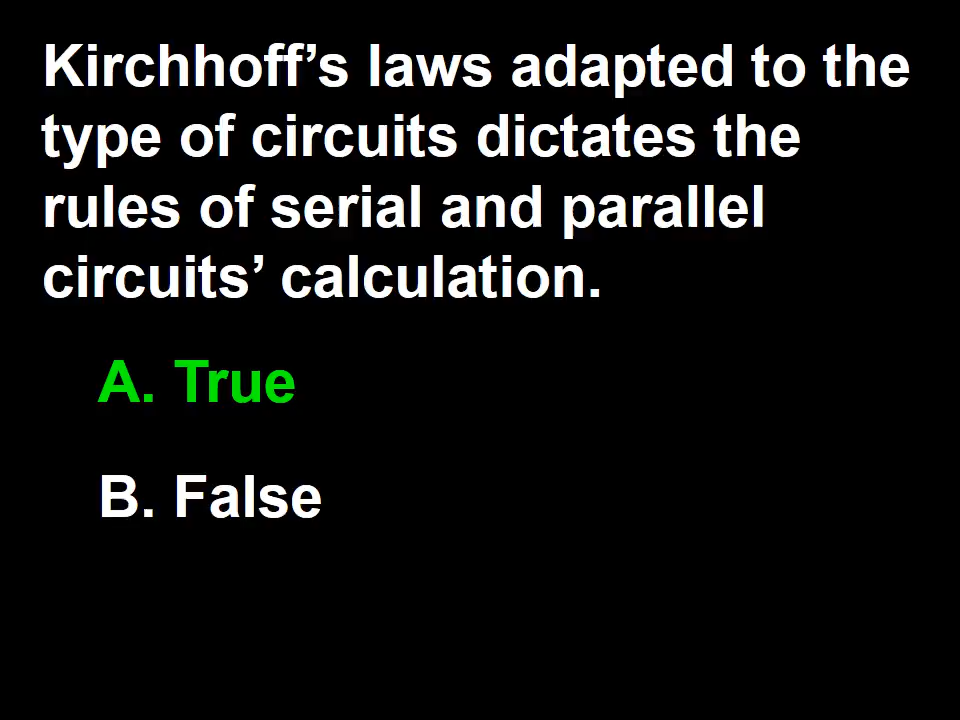 Kirchhoff’s laws adapted to the
type of circuits dictates the
rules of serial and parallel
circuits’ calculation.
A. True
B. False